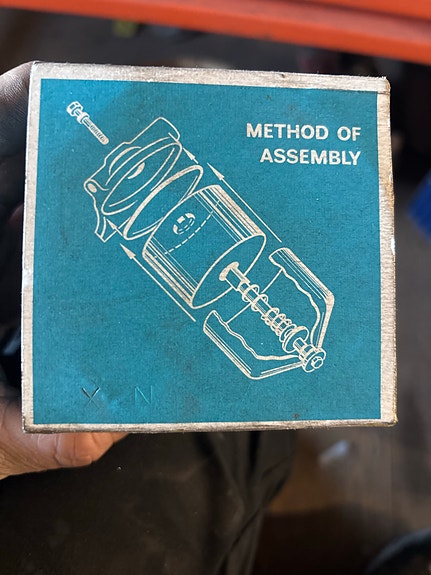 METHOD OF
ASSEMBLY
X N